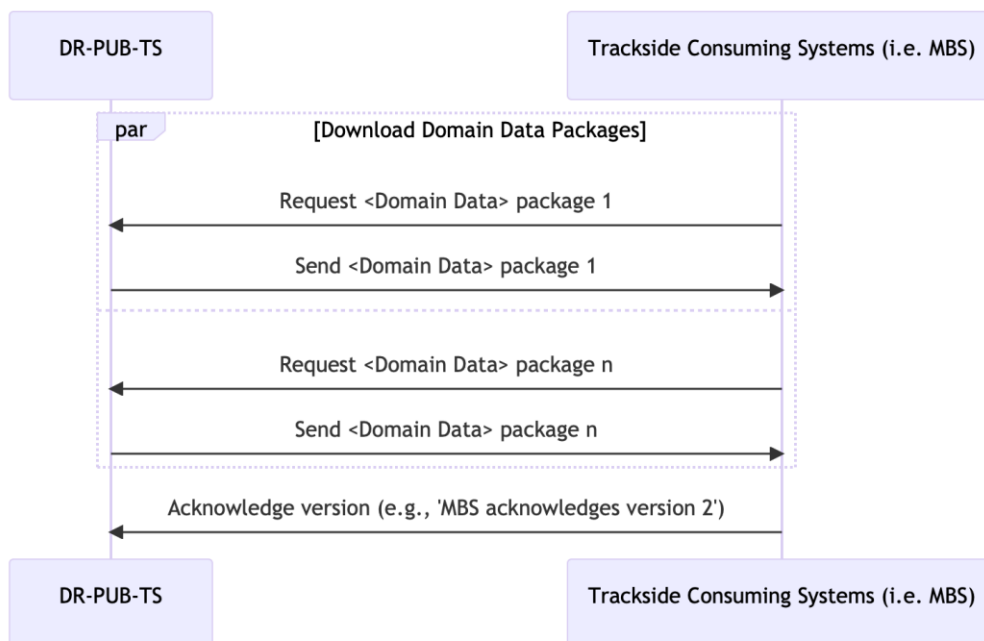 DR-PUB-TS
Trackside Consuming Systems (i.e. MBS)
par
[Download Domain Data Packages]
Request <Domain Data> package 1
Send <Domain Data> package 1
Request <Domain Data> package n
Send <Domain Data> package n
Acknowledge version (e.g., 'MBS acknowledges version 2')
DR-PUB-TS
Trackside Consuming Systems (i.e. MBS)